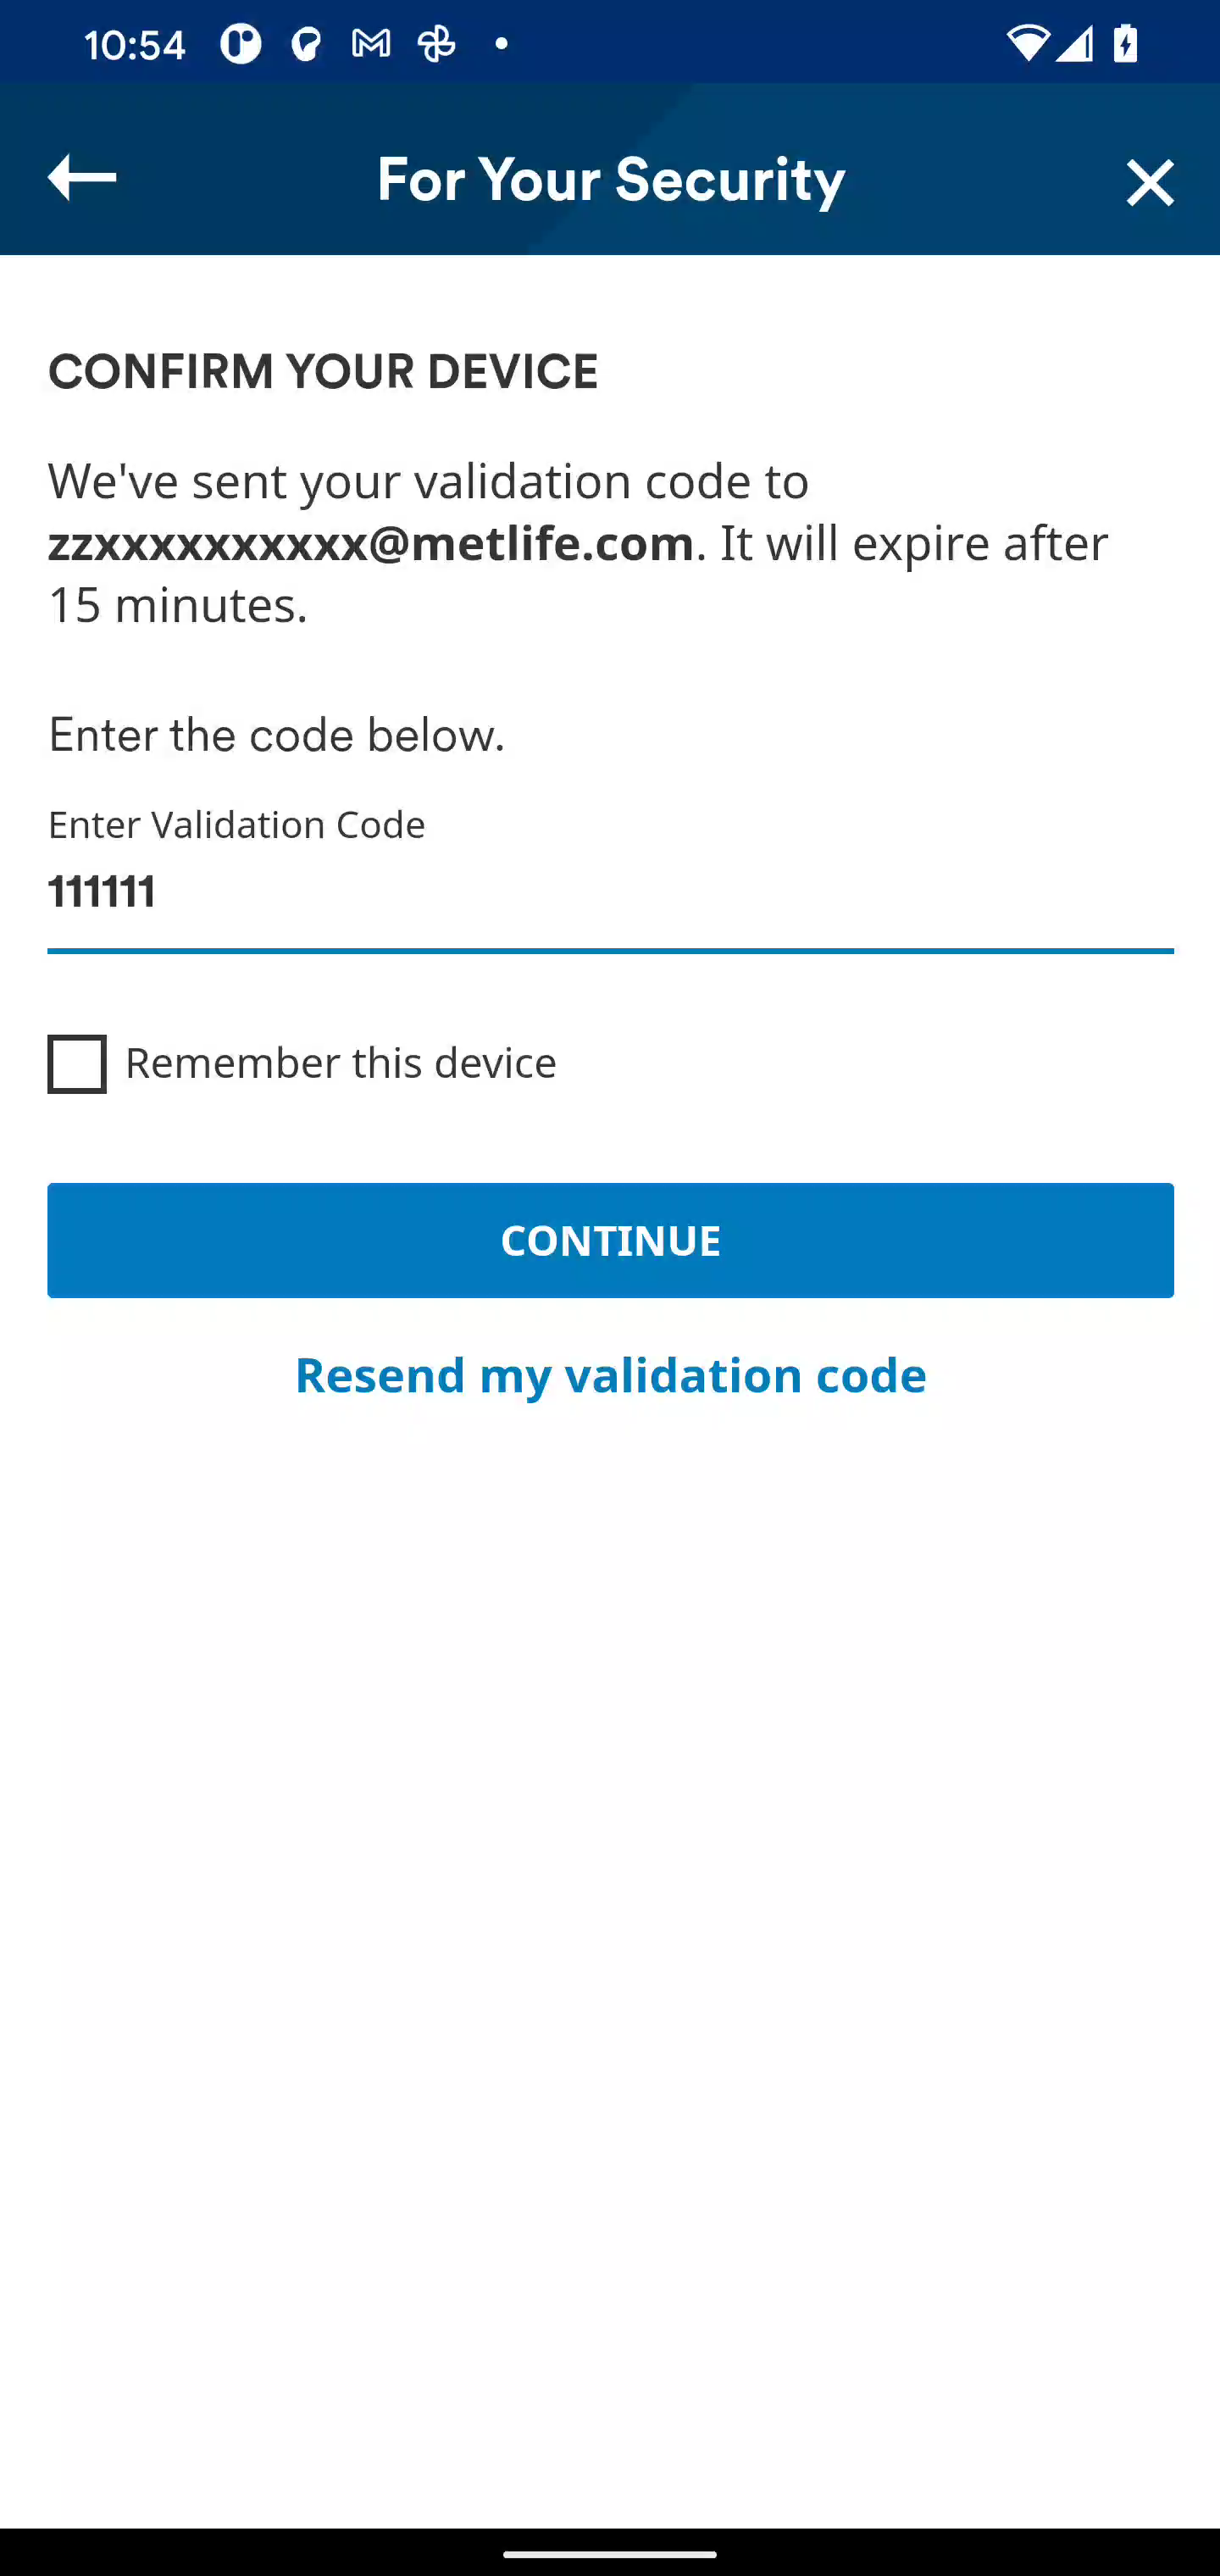 10:54
For Your Security
CONFIRM YOUR DEVICE
We've sent your validation code to
zzxxxxxxxxxx@metlife.com. It will expire after
15 minutes.
Enter the code below.
Enter Validation Code
111111
Remember this device
CONTINUE
Resend my validation code